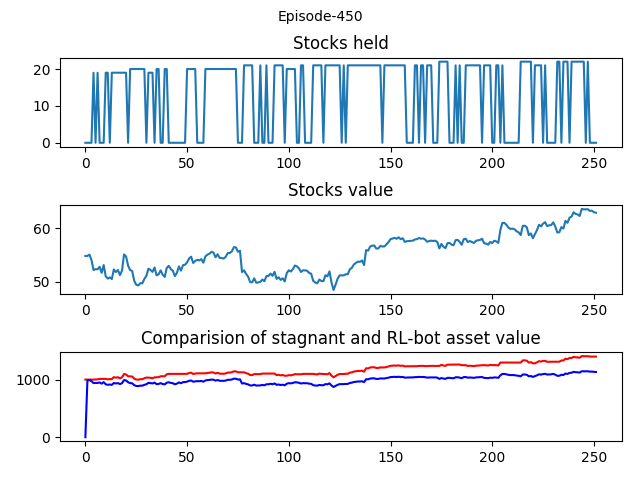 Episode-450
Stocks held
20
10
0
0 50 100 150 200 250
Stocks value
60
50
0 50 100 150 200 250
Comparision of stagnant and RL-bot asset value
1000
0
0 50 100 150 200 250